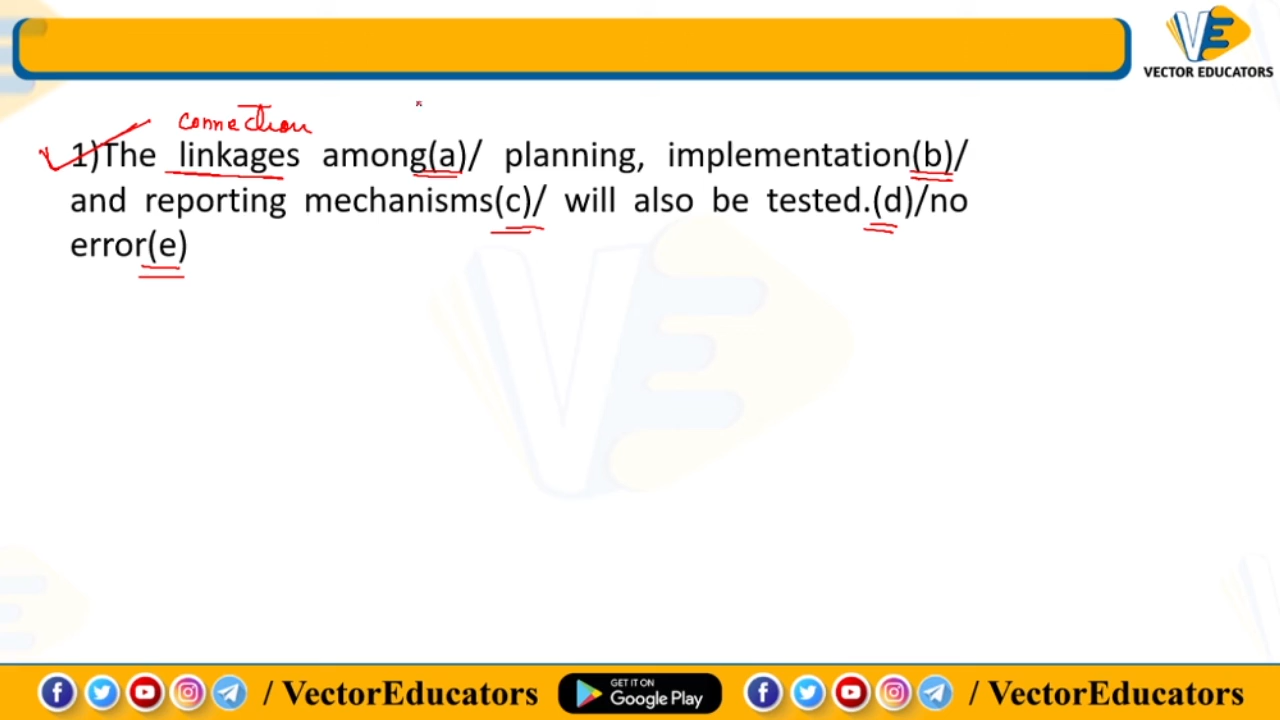 VECTOR EDUCATORS
connection
1)The linkages among(a)/ planning, implementation(b)/
and reporting mechanisms(c)/ will also be tested.(d)/no
error(e)
/ VectorEducators
GET IT ON
Google Play
/ VectorEducators